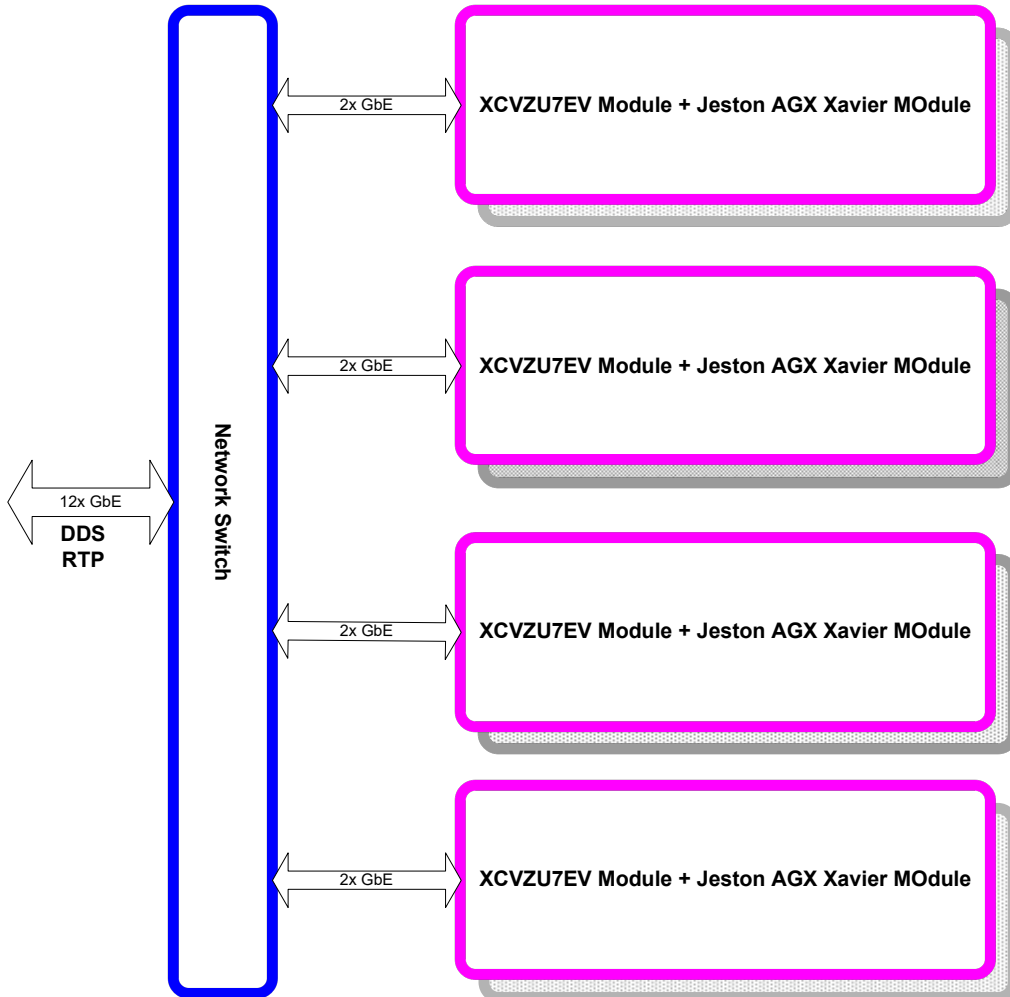 2x GbE
XCVZU7EV Module + Jeston AGX Xavier MOdule
2x GbE
XCVZU7EV Module + Jeston AGX Xavier MOdule
Network Switch
12x GbE
DDS
RTP
2x GbE
XCVZU7EV Module + Jeston AGX Xavier MOdule
2x GbE
XCVZU7EV Module + Jeston AGX Xavier MOdule